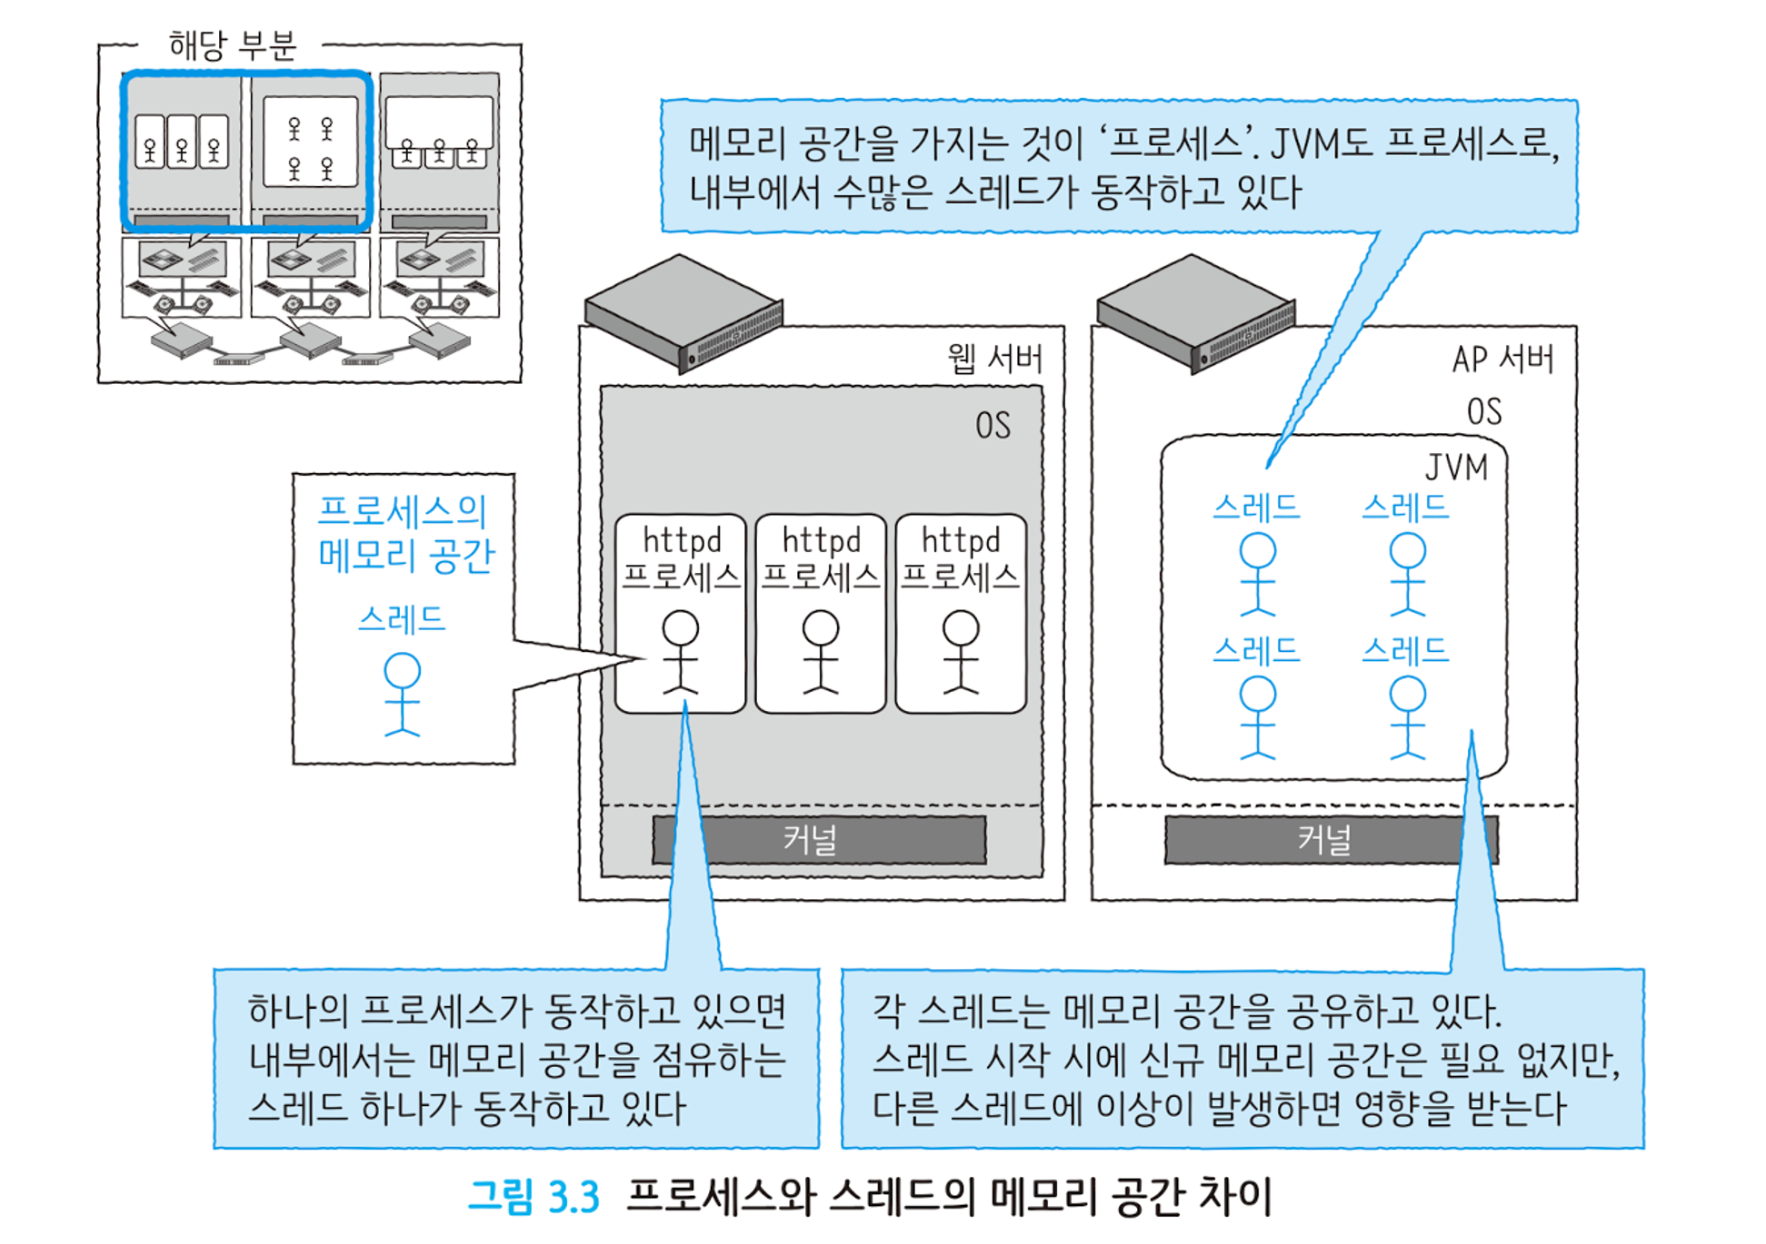 해당 부분
메모리 공간을 가지는 것이 ‘프로세스’. JVM도 프로세스로,
내부에서 수많은 스레드가 동작하고 있다
웹 서버
OS
프로세스의
메모리 공간
스레드
httpd
프로세스
httpd
프로세스
httpd
프로세스
커널
AP 서버
OS
JVM
스레드
스레드
스레드
스레드
커널
하나의 프로세스가 동작하고 있으면
내부에서는 메모리 공간을 점유하는
스레드 하나가 동작하고 있다
각 스레드는 메모리 공간을 공유하고 있다.
스레드 시작 시에 신규 메모리 공간은 필요 없지만,
다른 스레드에 이상이 발생하면 영향을 받는다
그림 3.3 프로세스와 스레드의 메모리 공간 차이